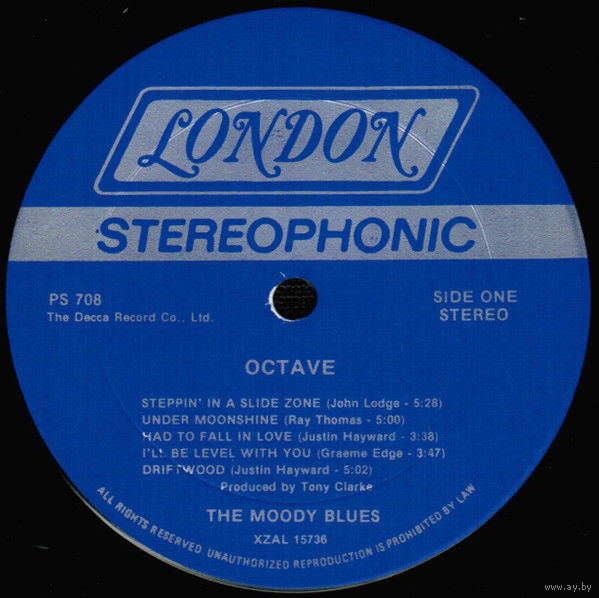 LONDON
STEREOPHONIC
PS 708
The Decca Record Co., Ltd.
SIDE ONE
STEREO
OCTAVE
STEPPIN' IN A SLIDE ZONE (John Lodge - 5:28)
UNDER MOONSHINE (Ray Thomas - 5:00)
HAD TO FALL IN LOVE (Justin Hayward - 3:38)
I'LL BE LEVEL WITH YOU (Graeme Edge - 3:47)
DRIFTWOOD (Justin Hayward - 5:02)
Produced by Tony Clarke
THE MOODY BLUES
XZAL 15736
ALL RIGHTS RESERVED. UNAUTHORIZED REPRODUCTION IS PROHIBITED BY LAW
www.ay.by